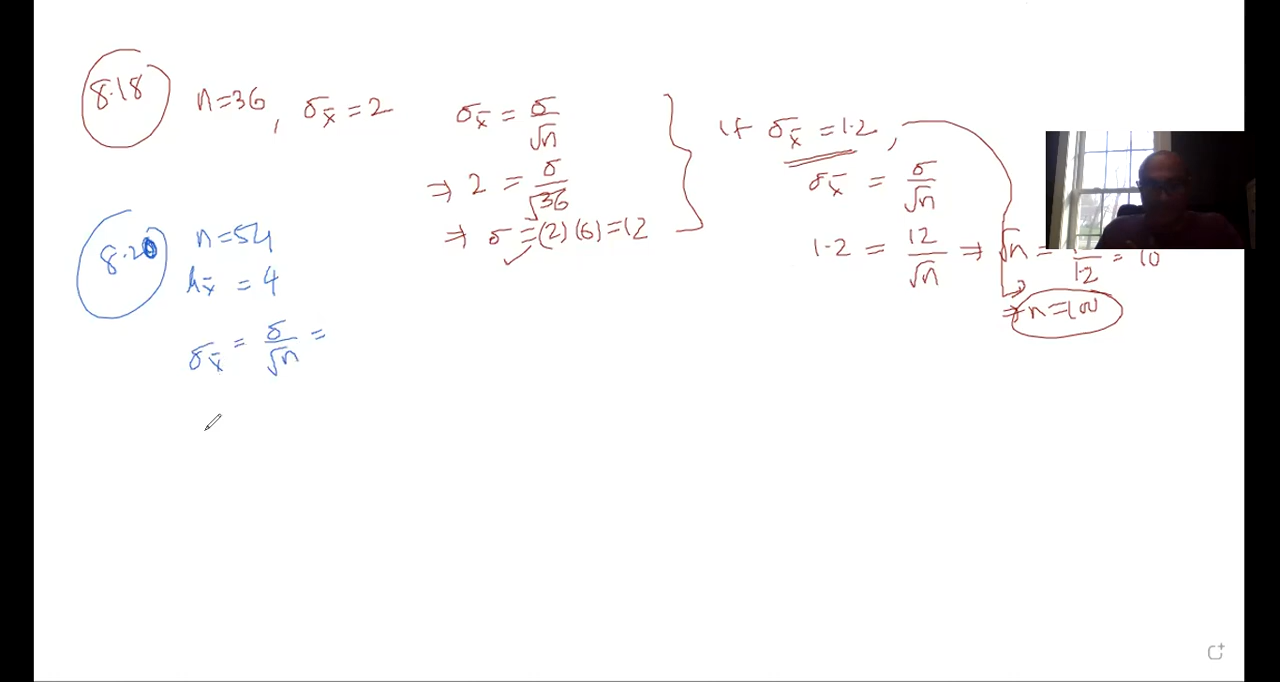 8.18
n=36, σx̄ = 2
σx̄ = σ/√n
⇒ 2 = σ/√36
⇒ σ = (2)(6) = 12
If σx̄ = 1.2,
σx̄ = σ/√n
1.2 = 12/√n ⇒ √n = /1.2 = 10
⇒ n = 100
8.20
n=54
μx̄ = 4
σx̄ = σ/√n =